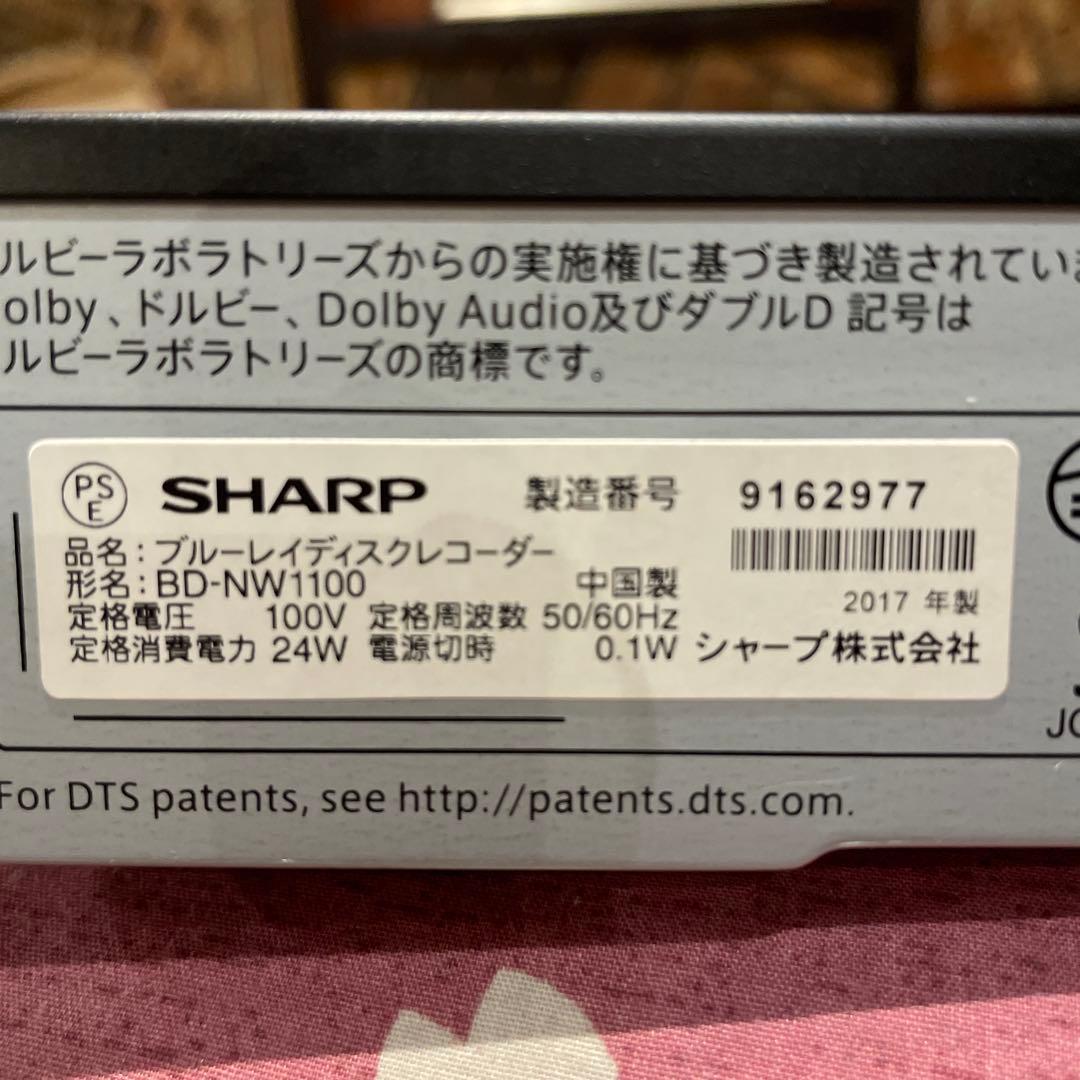 ルビーラボラトリーズからの実施権に基づき製造されていま
olby、ドルビー、Dolby Audio及びダブルD 記号は
ルビーラボラトリーズの商標です。
PSE SHARP 製造番号 9162977
品名:ブルーレイディスクレコーダー
形名:BD-NW1100 中国製
2017 年製
定格電圧 100V 定格周波数 50/60Hz
定格消費電力 24W 電源切時 0.1W シャープ株式会社
JC
For DTS patents, see http://patents.dts.com.